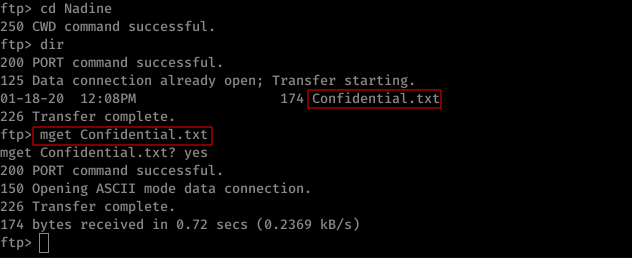 ftp> cd Nadine
250 CWD command successful.
ftp> dir
200 PORT command successful.
125 Data connection already open; Transfer starting.
01-18-20  12:08PM                  174 Confidential.txt
226 Transfer complete.
ftp> mget Confidential.txt
mget Confidential.txt? yes
200 PORT command successful.
150 Opening ASCII mode data connection.
226 Transfer complete.
174 bytes received in 0.72 secs (0.2369 kB/s)
ftp>